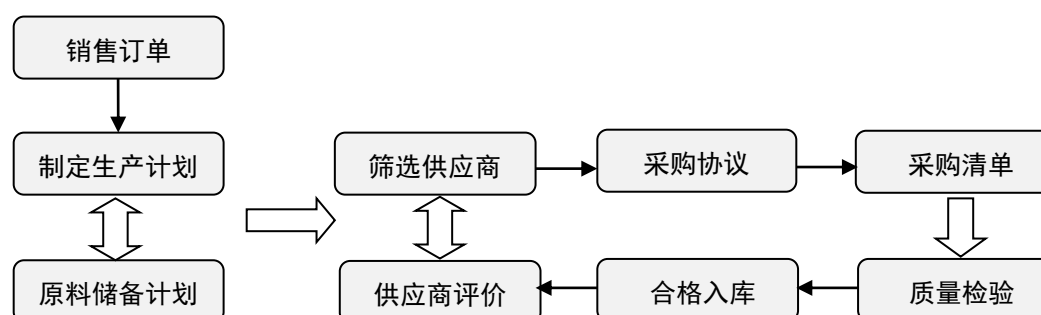 销售订单
制定生产计划
筛选供应商
采购协议
采购清单
原料储备计划
供应商评价
合格入库
质量检验